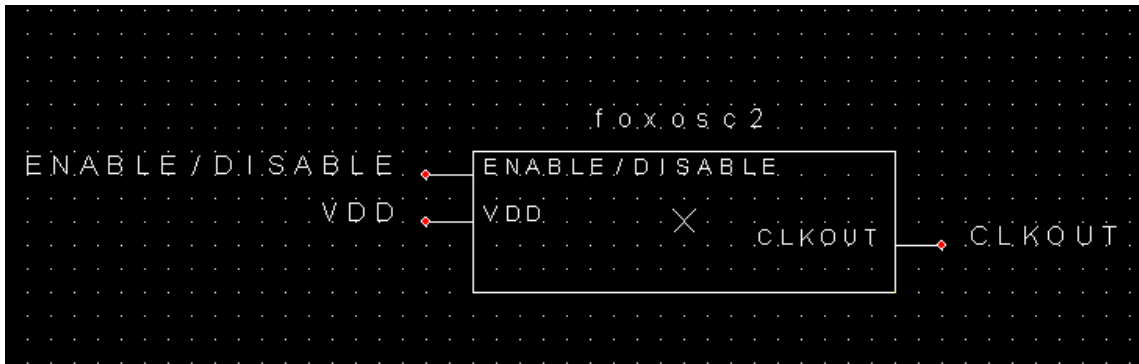 foxosc2
ENABLE/DISABLE ENABLE/DISABLE
VDD VDD
CLKOUT CLKOUT